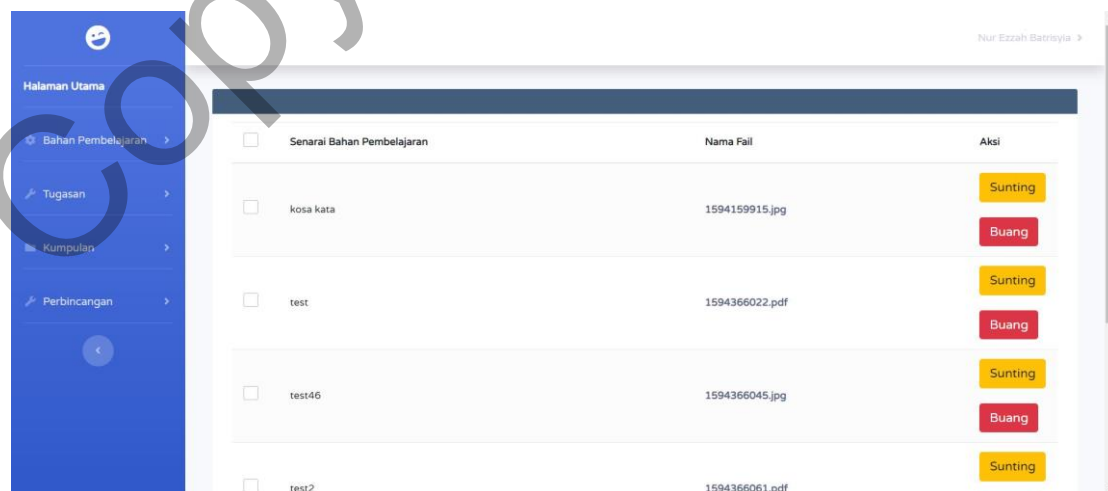 Copy
Nur Ezzah Batrisyia
Halaman Utama
Bahan Pembelajaran
Tugasan
Kumpulan
Perbincangan
Senarai Bahan Pembelajaran Nama Fail Aksi
kosa kata 1594159915.jpg Sunting
Buang
test 1594366022.pdf Sunting
Buang
test46 1594366045.jpg Sunting
Buang
test2 1594366061.pdf Sunting